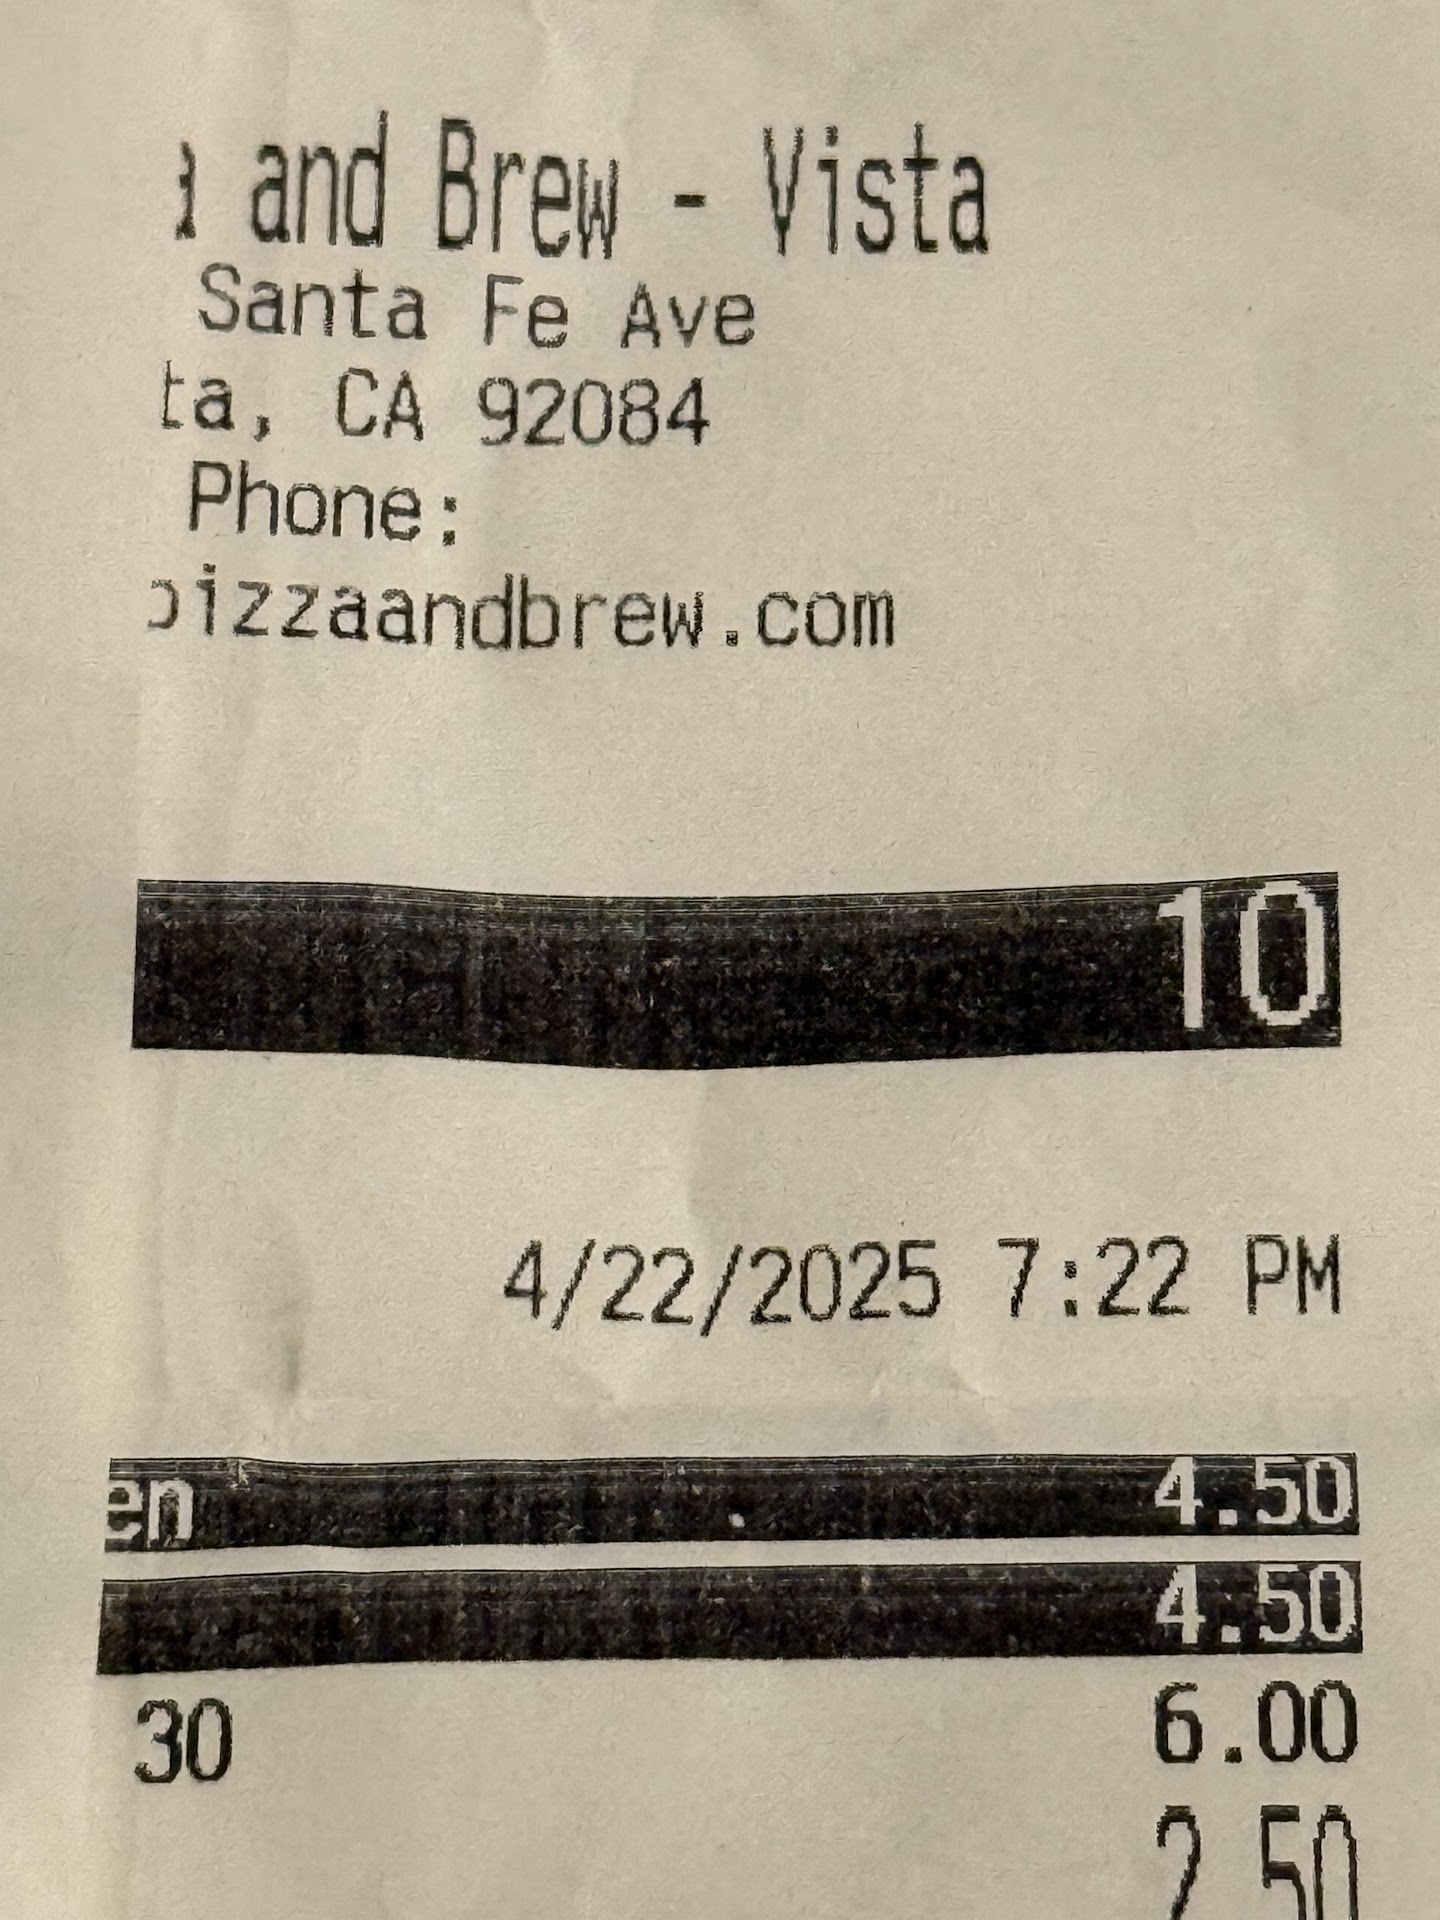 and Brew - Vista
Santa Fe Ave
ta, CA 92084
Phone:
pizzaandbrew.com
10
4/22/2025 7:22 PM
en 4.50
4.50
30 6.00
2.50